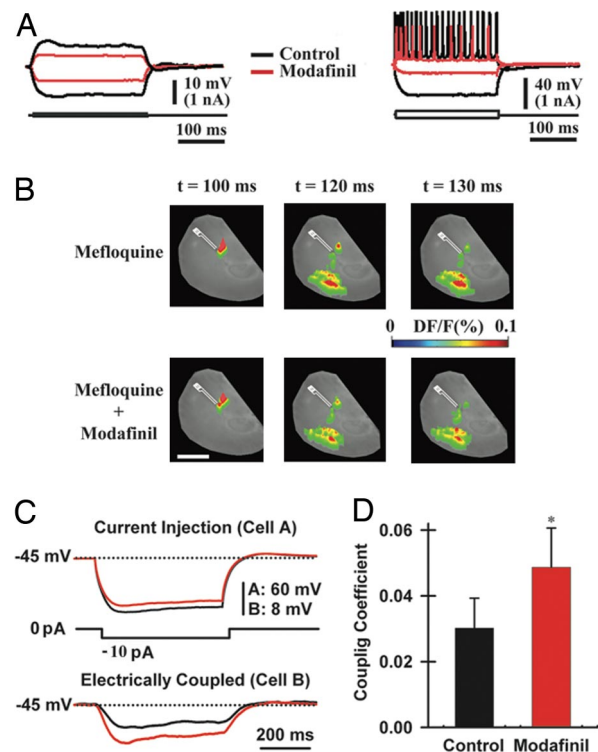 A
Control
Modafinil
10 mV
(1 nA)
100 ms
40 mV
(1 nA)
100 ms
B
t = 100 ms
t = 120 ms
t = 130 ms
Mefloquine
0 DF/F(%) 0.1
Mefloquine
+
Modafinil
C
Current Injection (Cell A)
-45 mV
A: 60 mV
B: 8 mV
0 pA
-10 pA
Electrically Coupled (Cell B)
-45 mV
200 ms
D
Couplig Coefficient
0.06
0.04
0.02
0.00
*
Control
Modafinil